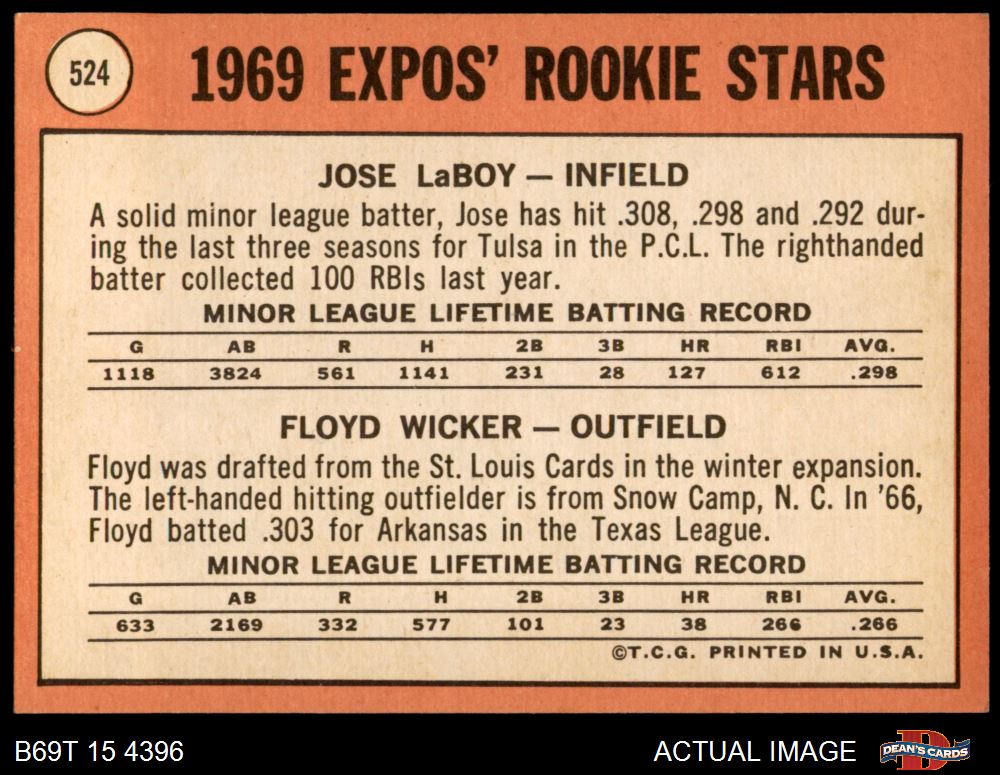 524
1969 EXPOS' ROOKIE STARS
JOSE LaBOY — INFIELD
A solid minor league batter, Jose has hit .308, .298 and .292 dur-
ing the last three seasons for Tulsa in the P.C.L. The righthanded
batter collected 100 RBIs last year.
MINOR LEAGUE LIFETIME BATTING RECORD
G AB R H 2B 3B HR RBI AVG.
1118 3824 561 1141 231 28 127 612 .298
FLOYD WICKER — OUTFIELD
Floyd was drafted from the St. Louis Cards in the winter expansion.
The left-handed hitting outfielder is from Snow Camp, N. C. In '66,
Floyd batted .303 for Arkansas in the Texas League.
MINOR LEAGUE LIFETIME BATTING RECORD
G AB R H 2B 3B HR RBI AVG.
633 2169 332 577 101 23 38 266 .266
©T.C.G. PRINTED IN U.S.A.
B69T 15 4396 ACTUAL IMAGE DEAN'S CARDS